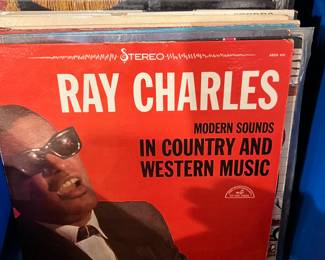 STEREO
RAY CHARLES
MODERN SOUNDS
IN COUNTRY AND
WESTERN MUSIC